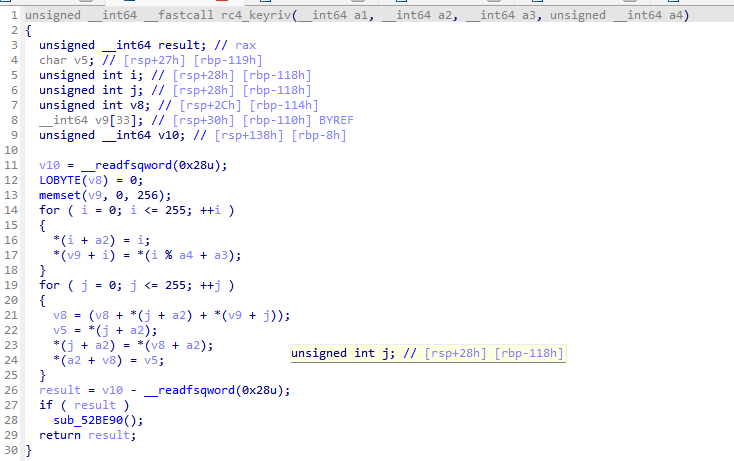 1 unsigned __int64 __fastcall rc4_keyriv(__int64 a1, __int64 a2, __int64 a3, unsigned __int64 a4)
2 {
3   unsigned __int64 result; // rax
4   char v5; // [rsp+27h] [rbp-119h]
5   unsigned int i; // [rsp+28h] [rbp-118h]
6   unsigned int j; // [rsp+28h] [rbp-118h]
7   unsigned int v8; // [rsp+2Ch] [rbp-114h]
8   __int64 v9[33]; // [rsp+30h] [rbp-110h] BYREF
9   unsigned __int64 v10; // [rsp+138h] [rbp-8h]
10
11   v10 = __readfsqword(0x28u);
12   LOBYTE(v8) = 0;
13   memset(v9, 0, 256);
14   for ( i = 0; i <= 255; ++i )
15   {
16     *(i + a2) = i;
17     *(v9 + i) = *(i % a4 + a3);
18   }
19   for ( j = 0; j <= 255; ++j )
20   {
21     v8 = (v8 + *(j + a2) + *(v9 + j));
22     v5 = *(j + a2);
23     *(j + a2) = *(v8 + a2);
unsigned int j; // [rsp+28h] [rbp-118h]
24     *(a2 + v8) = v5;
25   }
26   result = v10 - __readfsqword(0x28u);
27   if ( result )
28     sub_52BE90();
29   return result;
30 }